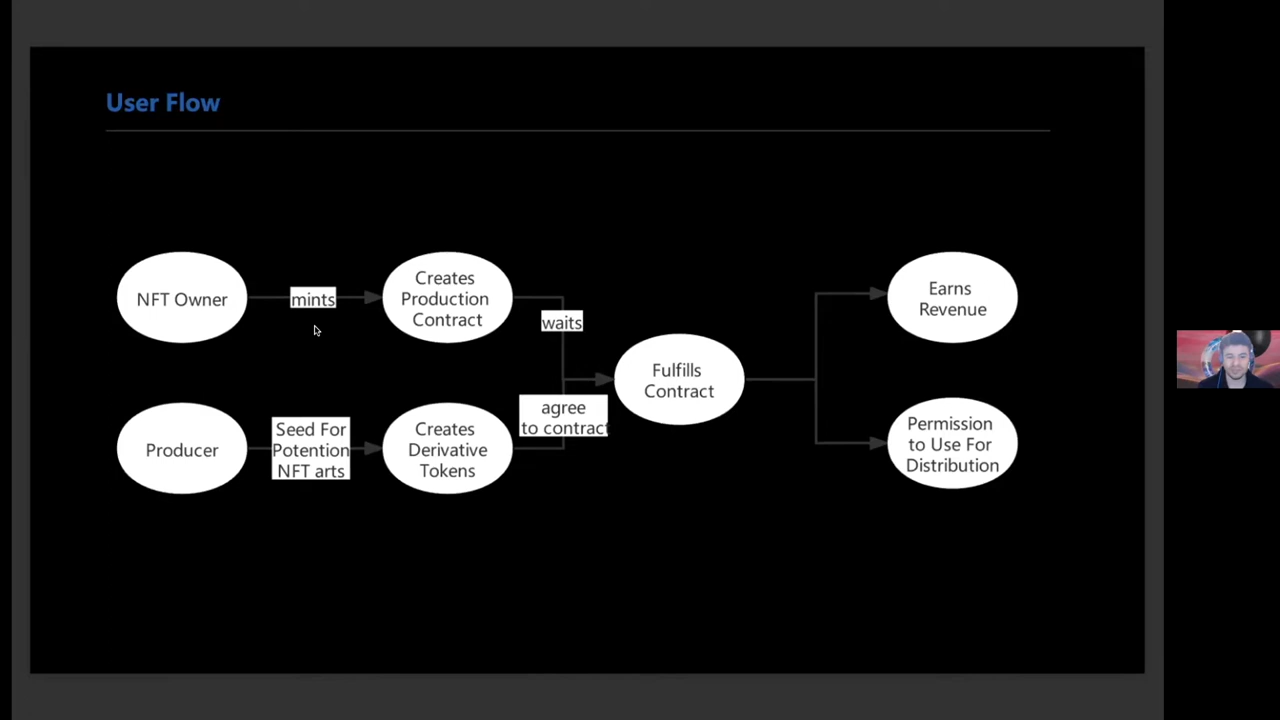 User Flow
NFT Owner
mints
Creates
Production
Contract
waits
Earns
Revenue
Fulfills
Contract
Producer
Seed For
Potention
NFT arts
Creates
Derivative
Tokens
agree
to contract
Permission
to Use For
Distribution